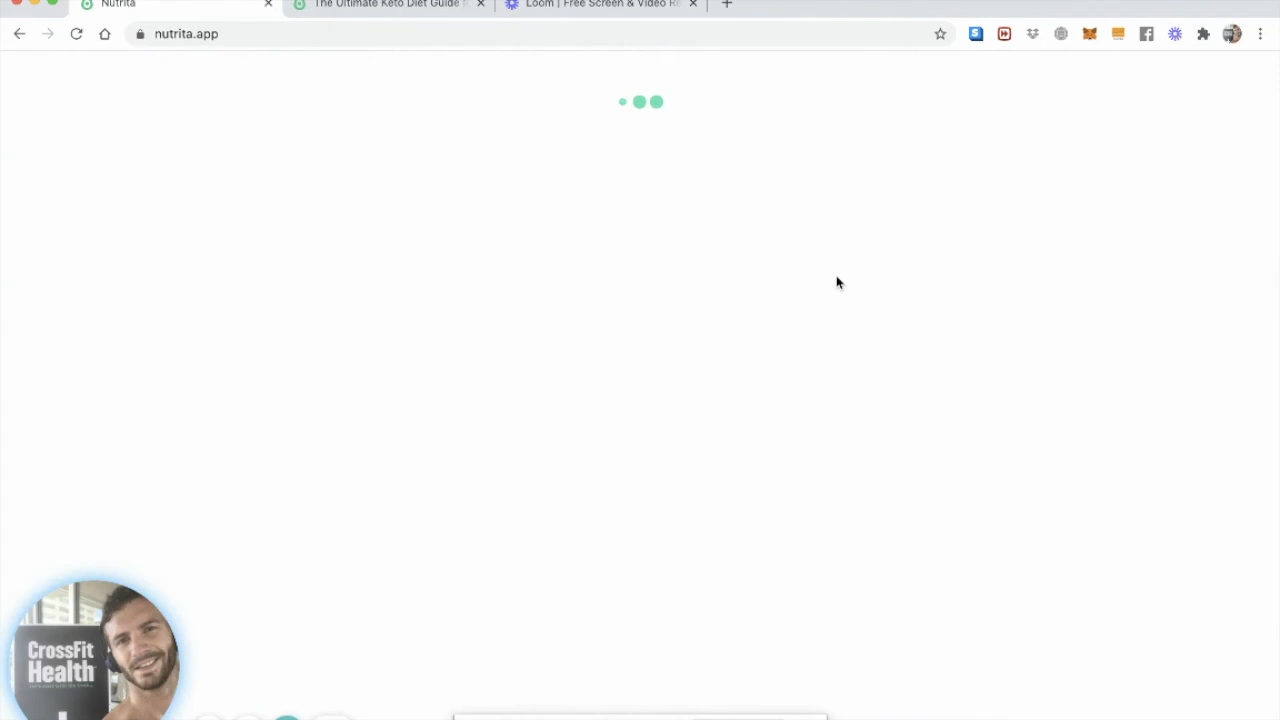 Nutrita
The Ultimate Keto Diet Guide
Loom | Free Screen & Video Re
nutrita.app
CrossFit
Health